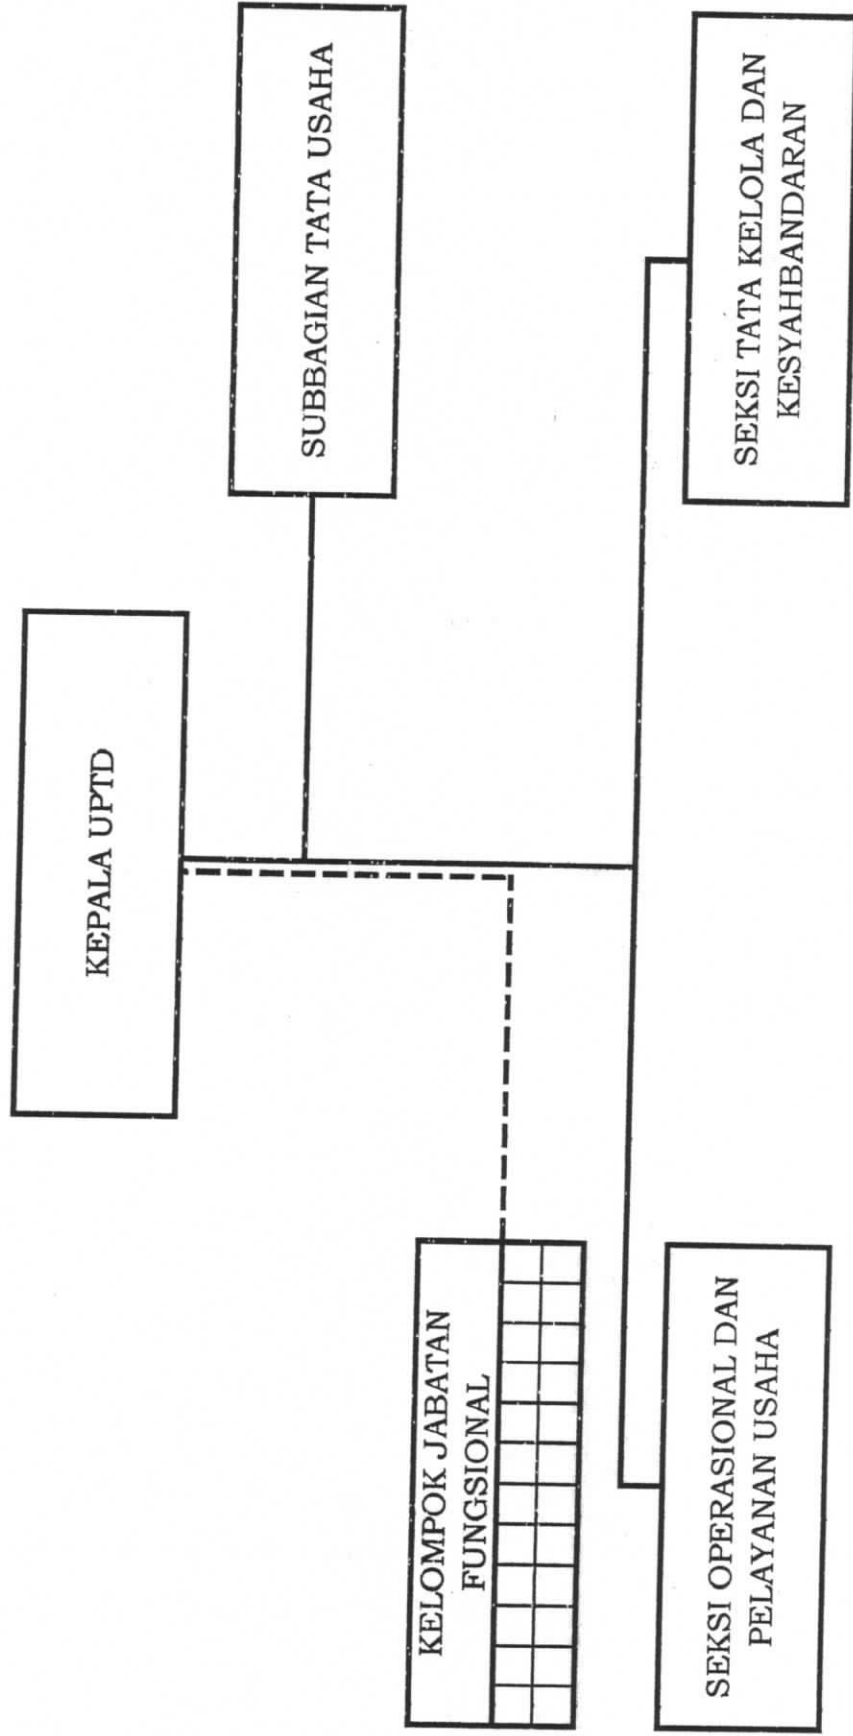 KEPALA UPTD
SUBBAGIAN TATA USAHA
KELOMPOK JABATAN
FUNGSIONAL
SEKSI OPERASIONAL DAN
PELAYANAN USAHA
SEKSI TATA KELOLA DAN
KESYAHBANDARAN